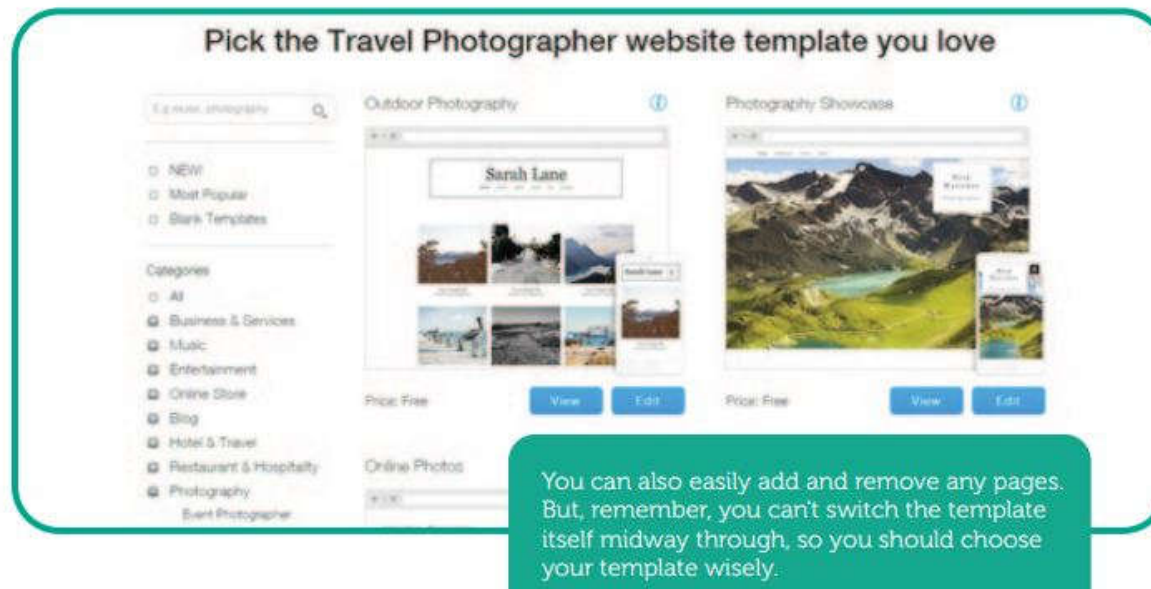 Pick the Travel Photographer website template you love
E.g music, photography
NEW!
Most Popular
Blank Templates
Categories
All
Business & Services
Music
Entertainment
Online Store
Blog
Hotel & Travel
Restaurant & Hospitality
Photography
Event Photographer
Outdoor Photography
Sarah Lane
Sarah Lane
Price: Free
View
Edit
Photography Showcase
Price: Free
View
Edit
Online Photos
You can also easily add and remove any pages.
But, remember, you can't switch the template
itself midway through, so you should choose
your template wisely.